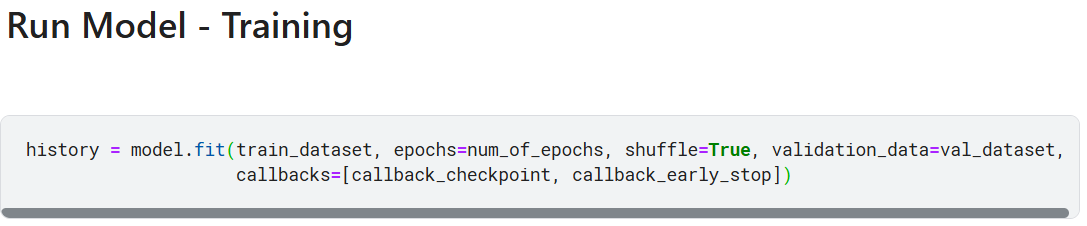 Run Model - Training
history = model.fit(train_dataset, epochs=num_of_epochs, shuffle=True, validation_data=val_dataset,
callbacks=[callback_checkpoint, callback_early_stop])